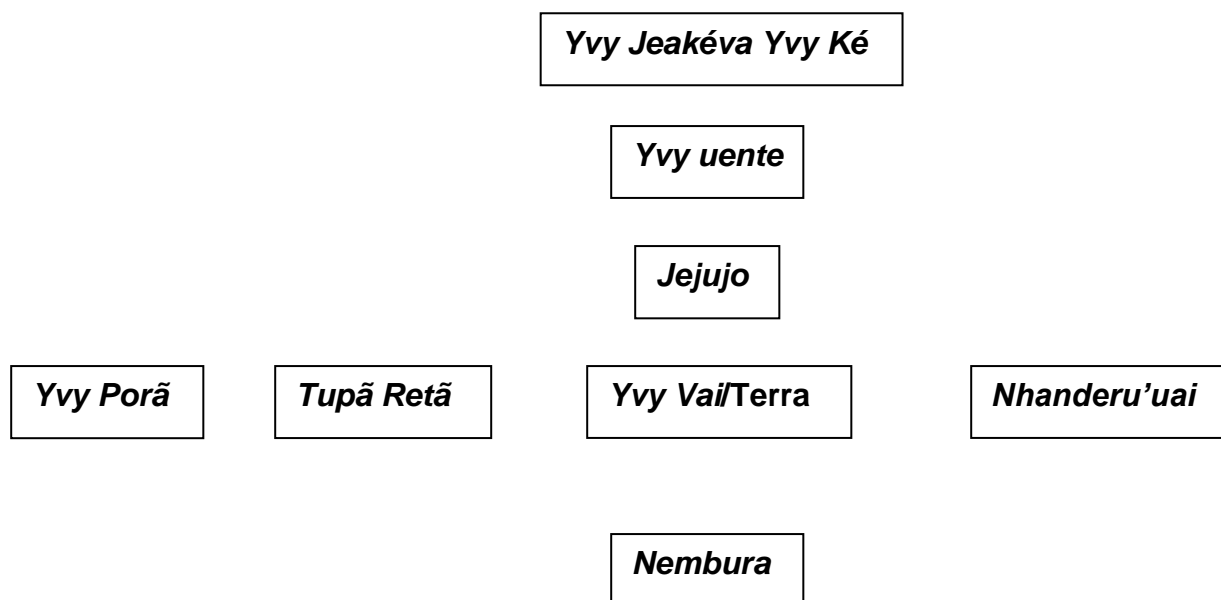 Yvy Jeakéva Yvy Ké
Yvy uente
Jejujo
Yvy Porã
Tupã Retã
Yvy Vai/Terra
Nhanderu’uai
Nembura